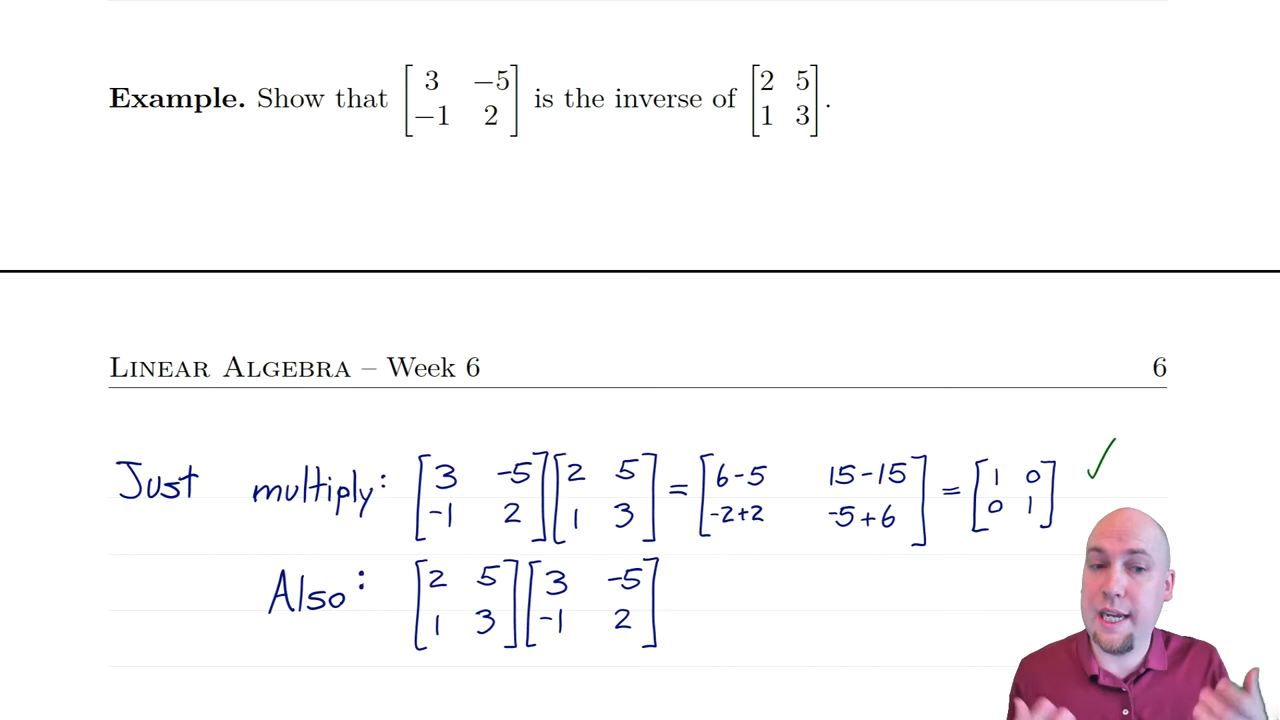 Example. Show that [3 −5; −1 2] is the inverse of [2 5; 1 3].
LINEAR ALGEBRA – Week 6 6
Just multiply: [3 -5; -1 2] [2 5; 1 3] = [6-5 15-15; -2+2 -5+6] = [1 0; 0 1] ✓
Also: [2 5; 1 3] [3 -5; -1 2]